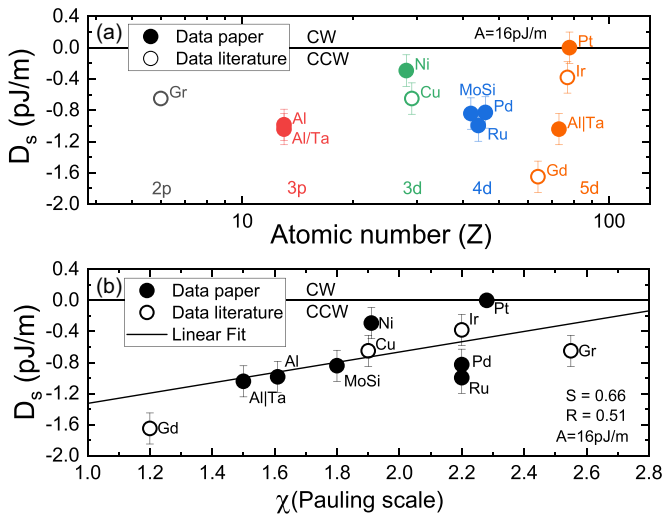 (a)
Data paper
Data literature
CW
CCW
A=16pJ/m
Pt
Ni
Ir
Gr
Cu
MoSi
Pd
Al
Al/Ta
Ru
Al|Ta
Gd
2p
3p
3d
4d
5d
0.4
0.0
-0.4
-0.8
-1.2
-1.6
-2.0
Ds (pJ/m)
10
100
Atomic number (Z)
(b)
Data paper
Data literature
Linear Fit
CW
CCW
Pt
Ni
Ir
Cu
Gr
Al
Pd
MoSi
Al|Ta
Ru
Gd
S = 0.66
R = 0.51
A=16pJ/m
0.4
0.0
-0.4
-0.8
-1.2
-1.6
-2.0
Ds (pJ/m)
1.0
1.2
1.4
1.6
1.8
2.0
2.2
2.4
2.6
2.8
χ(Pauling scale)